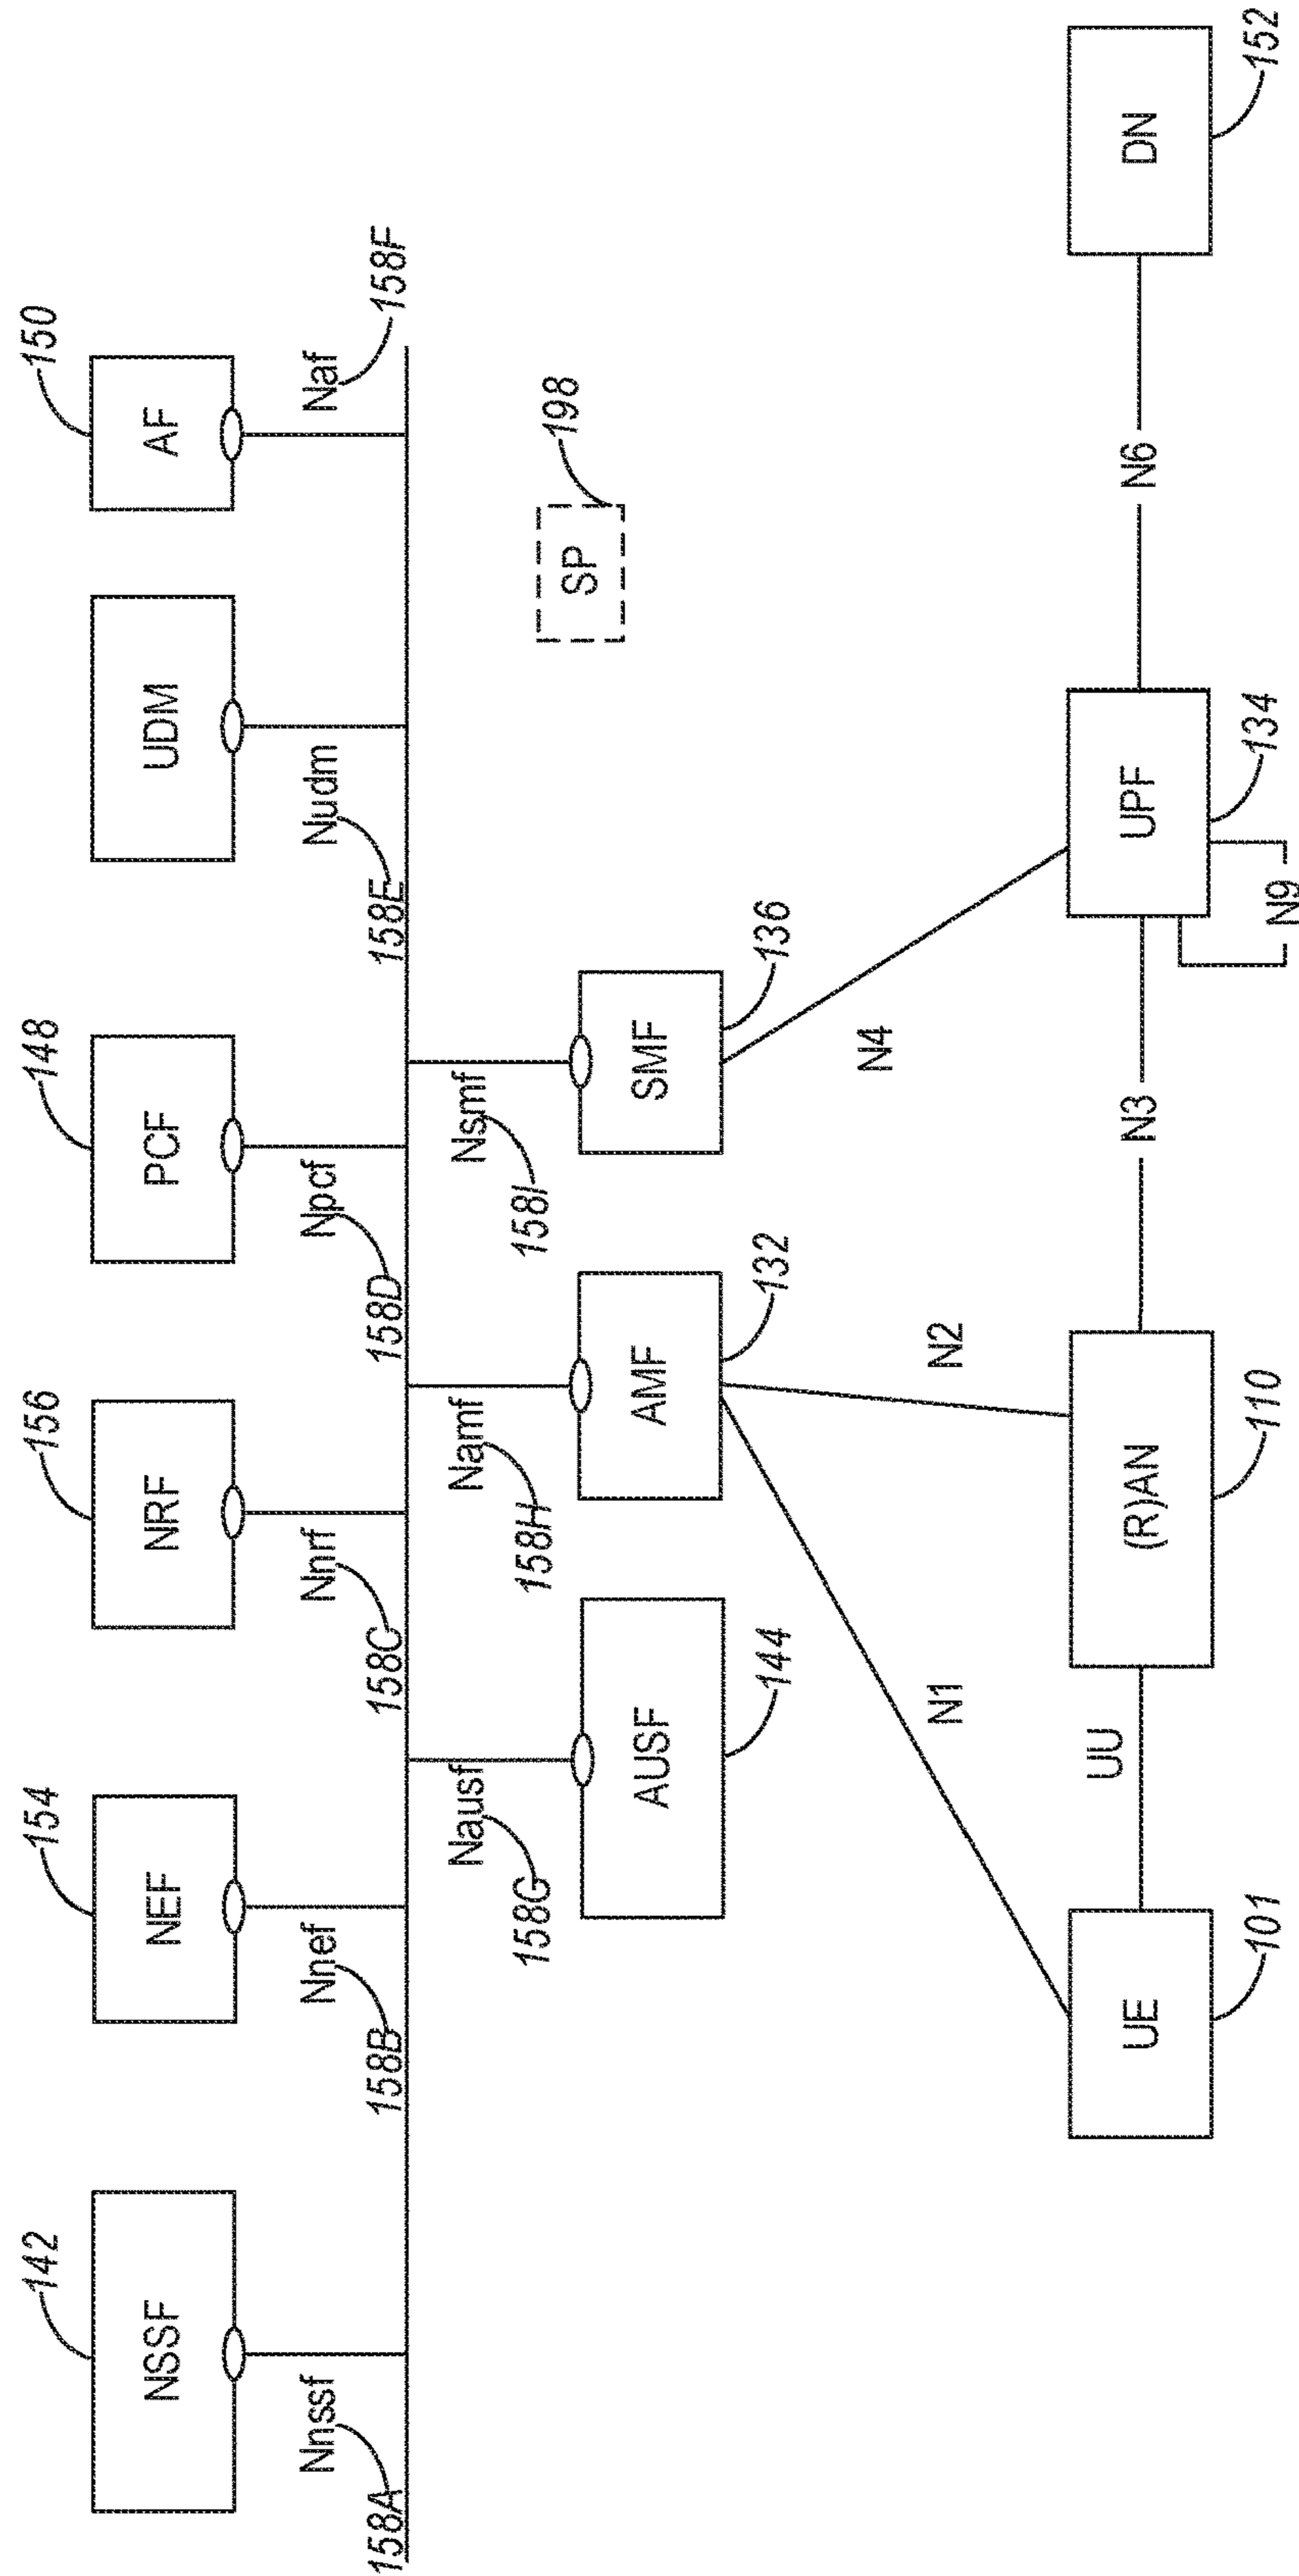 142
154
156
148
150
NSSF
NEF
NRF
PCF
UDM
AF
Nnssf
Nnef
Nnrf
Npcf
Nudm
Naf
158A
158B
158C
158D
158E
158F
Nausf
Namf
Nsmf
158G
158H
158I
198
SP
AUSF
AMF
SMF
144
132
136
N4
N1
N2
UU
N3
N6
UE
(R)AN
UPF
DN
101
110
134
152
N9